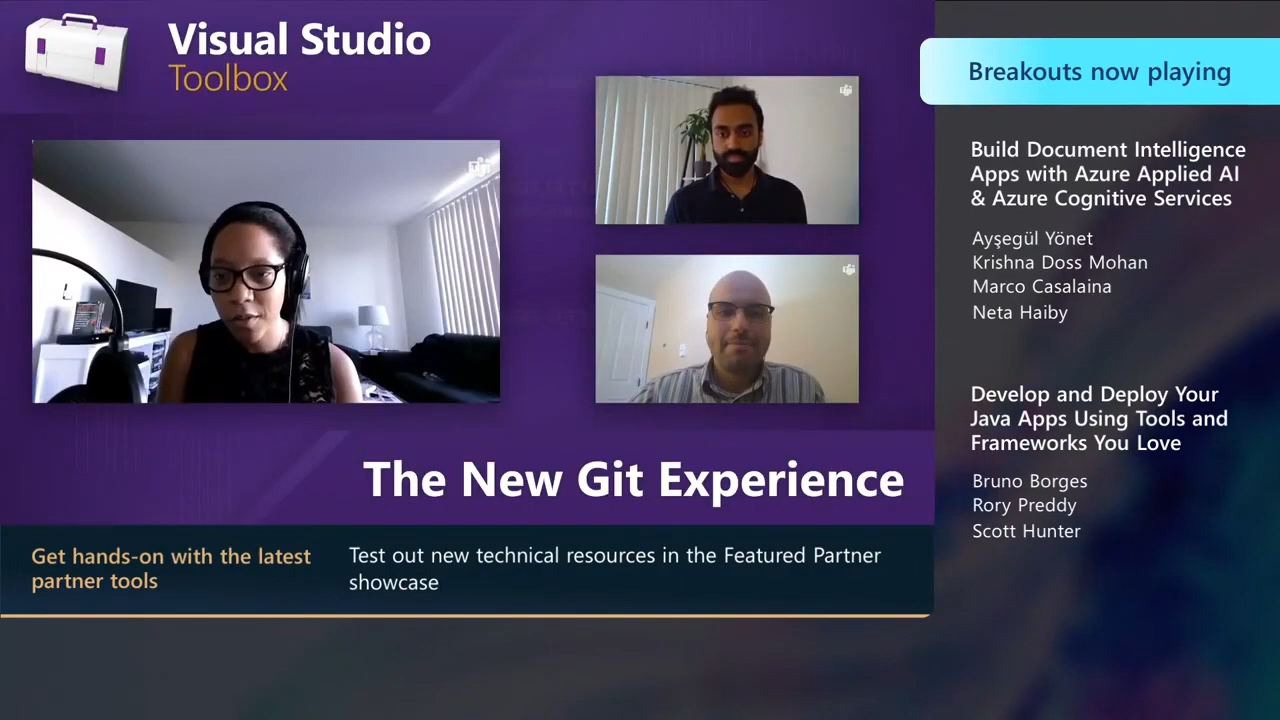 Visual Studio
Toolbox
The New Git Experience
Get hands-on with the latest
partner tools
Test out new technical resources in the Featured Partner
showcase
Breakouts now playing
Build Document Intelligence
Apps with Azure Applied AI
& Azure Cognitive Services
Ayşegül Yönet
Krishna Doss Mohan
Marco Casalaina
Neta Haiby
Develop and Deploy Your
Java Apps Using Tools and
Frameworks You Love
Bruno Borges
Rory Preddy
Scott Hunter